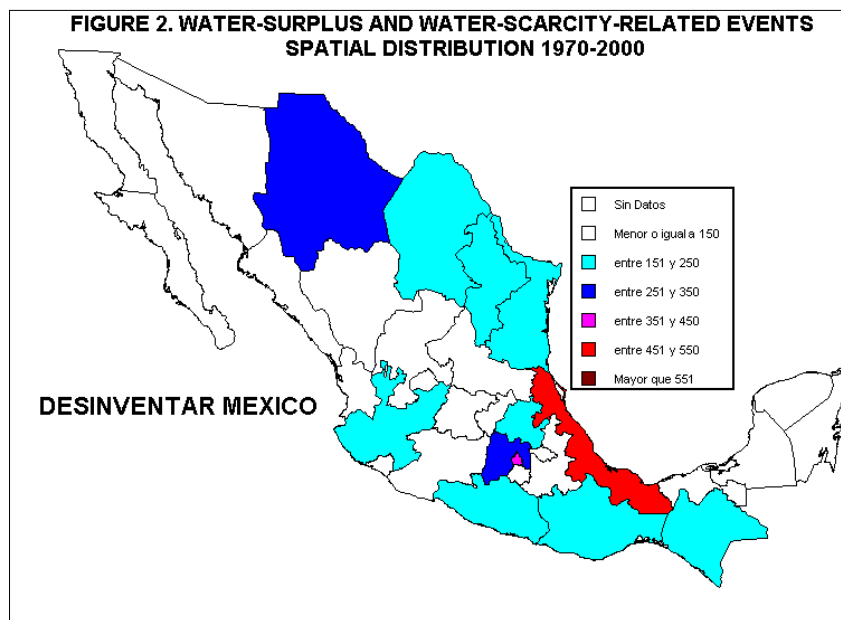 FIGURE 2. WATER-SURPLUS AND WATER-SCARCITY-RELATED EVENTS
SPATIAL DISTRIBUTION 1970-2000
Sin Datos
Menor o igual a 150
entre 151 y 250
entre 251 y 350
entre 351 y 450
entre 451 y 550
Mayor que 551
DESINVENTAR MEXICO